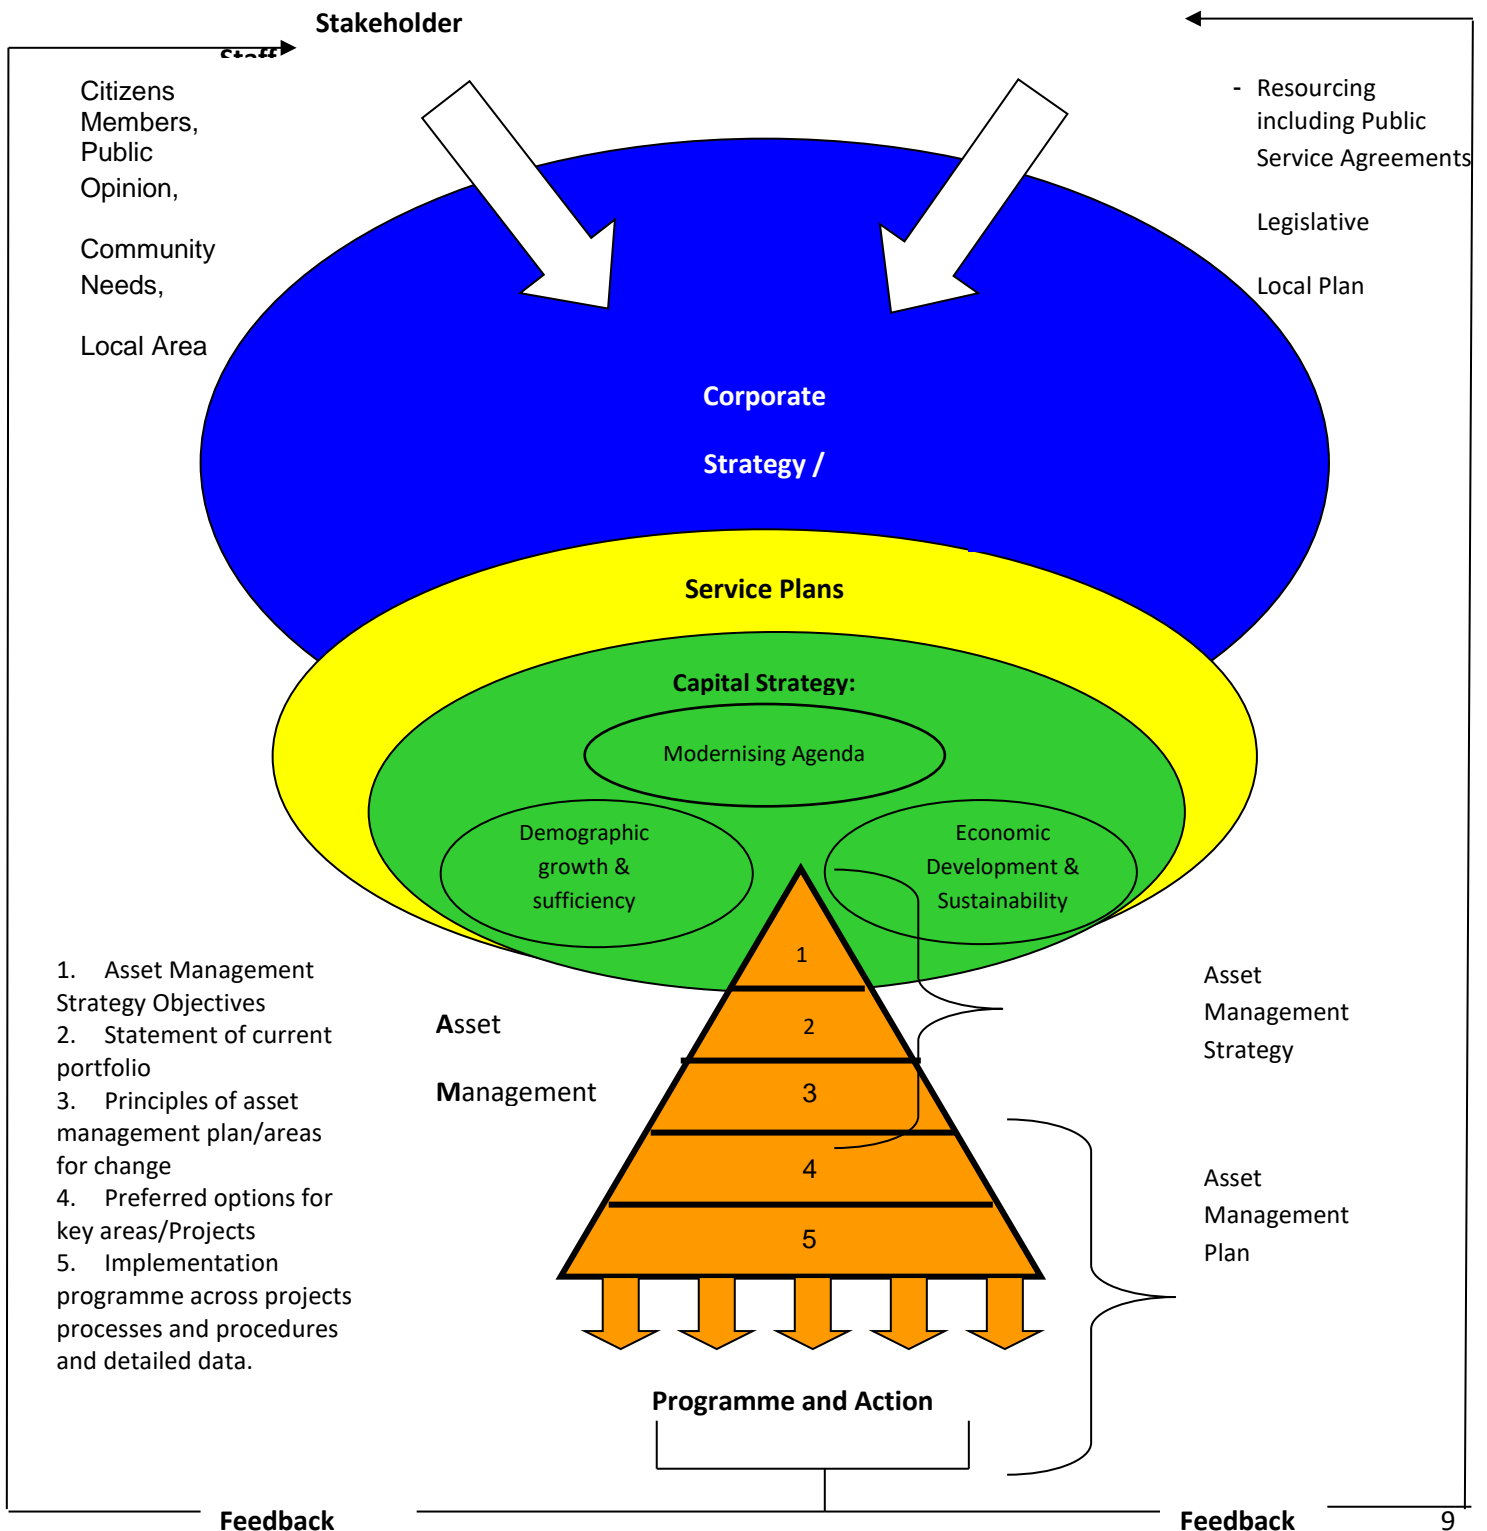 Stakeholder
Staff
Citizens
Members,
Public
Opinion,
Community
Needs,
Local Area
- Resourcing
including Public
Service Agreements
Legislative
Local Plan
Corporate
Strategy /
Service Plans
Capital Strategy:
Modernising Agenda
Demographic
growth &
sufficiency
Economic
Development &
Sustainability
1. Asset Management
Strategy Objectives
2. Statement of current
portfolio
3. Principles of asset
management plan/areas
for change
4. Preferred options for
key areas/Projects
5. Implementation
programme across projects
processes and procedures
and detailed data.
Asset
Management
1
2
3
4
5
Asset
Management
Strategy
Asset
Management
Plan
Programme and Action
Feedback
Feedback
9